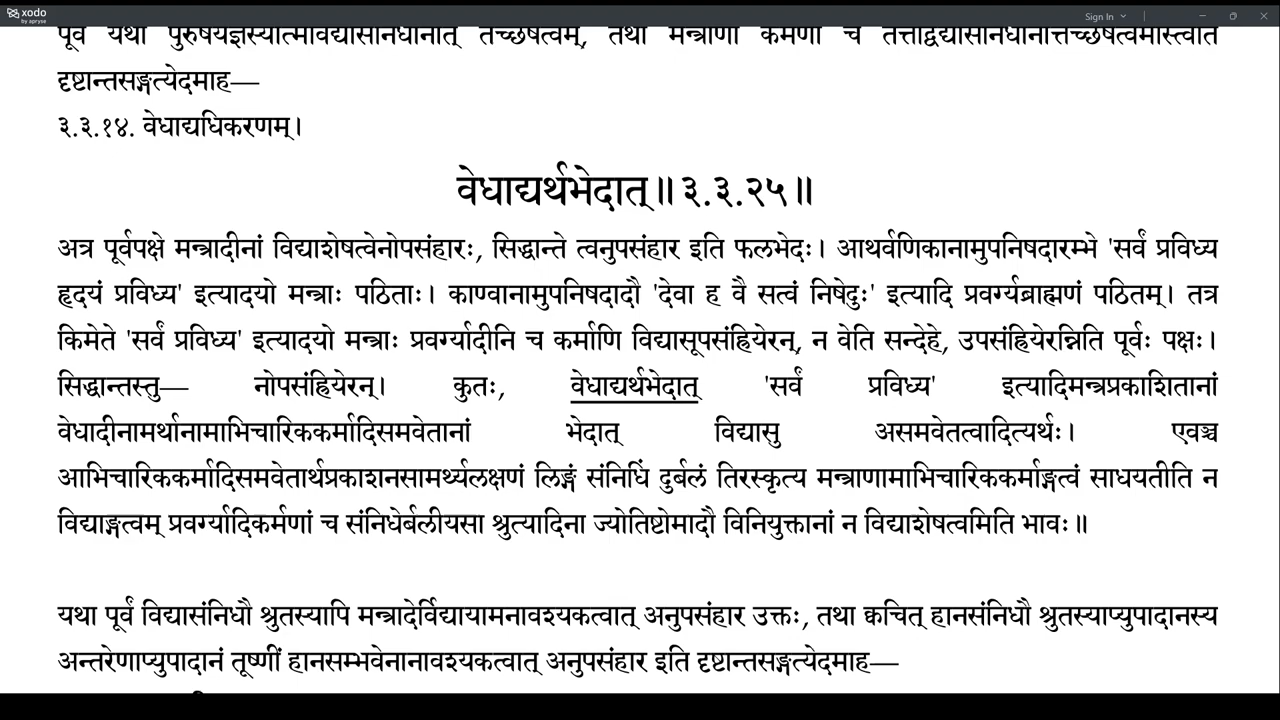 xodo
by apryse
Sign In
पूर्वं यथा पुरुषयज्ञस्यात्मविद्यासंनिधानात् तच्छेषत्वम्, तथा मन्त्राणां कर्मणां च तत्तद्विद्यासंनिधानात्तच्छेषत्वमस्त्विति
दृष्टान्तसङ्गत्येदमाह—
३.३.१४. वेधाद्यधिकरणम्।
वेधाद्यर्थभेदात्॥३.३.२५॥
अत्र पूर्वपक्षे मन्त्रादीनां विद्याशेषत्वेनोपसंहारः, सिद्धान्ते त्वनुपसंहार इति फलभेदः। आथर्वणिकानामुपनिषदारम्भे 'सर्वं प्रविध्य
हृदयं प्रविध्य' इत्यादयो मन्त्राः पठिताः। काण्वानामुपनिषदादौ 'देवा ह वै सत्वं निषेदुः' इत्यादि प्रवर्ग्यब्राह्मणं पठितम्। तत्र
किमेते 'सर्वं प्रविध्य' इत्यादयो मन्त्राः प्रवर्ग्यादीनि च कर्माणि विद्यासूपसंह्रियेरन्, न वेति सन्देहे, उपसंह्रियेरन्निति पूर्वः पक्षः।
सिद्धान्तस्तु— नोपसंह्रियेरन्। कुतः, वेधाद्यर्थभेदात् 'सर्वं प्रविध्य' इत्यादिमन्त्रप्रकाशितानां
वेधादीनामर्थानामाभिचारिककर्मादिसमवेतानां भेदात् विद्यासु असमवेतत्वादित्यर्थः। एवञ्च
आभिचारिककर्मादिसमवेतार्थप्रकाशनसामर्थ्यलक्षणं लिङ्गं संनिधिं दुर्बलं तिरस्कृत्य मन्त्राणामाभिचारिककर्माङ्गत्वं साधयतीति न
विद्याङ्गत्वम् प्रवर्ग्यादिकर्मणां च संनिधेर्बलीयसा श्रुत्यादिना ज्योतिष्टोमादौ विनियुक्तानां न विद्याशेषत्वमिति भावः॥
यथा पूर्वं विद्यासंनिधौ श्रुतस्यापि मन्त्रादेर्विद्यायामनावश्यकत्वात् अनुपसंहार उक्तः, तथा क्वचित् हानसंनिधौ श्रुतस्याप्युपादानस्य
अन्तरेणाप्युपादानं तूष्णीं हानसम्भवेनानावश्यकत्वात् अनुपसंहार इति दृष्टान्तसङ्गत्येदमाह—